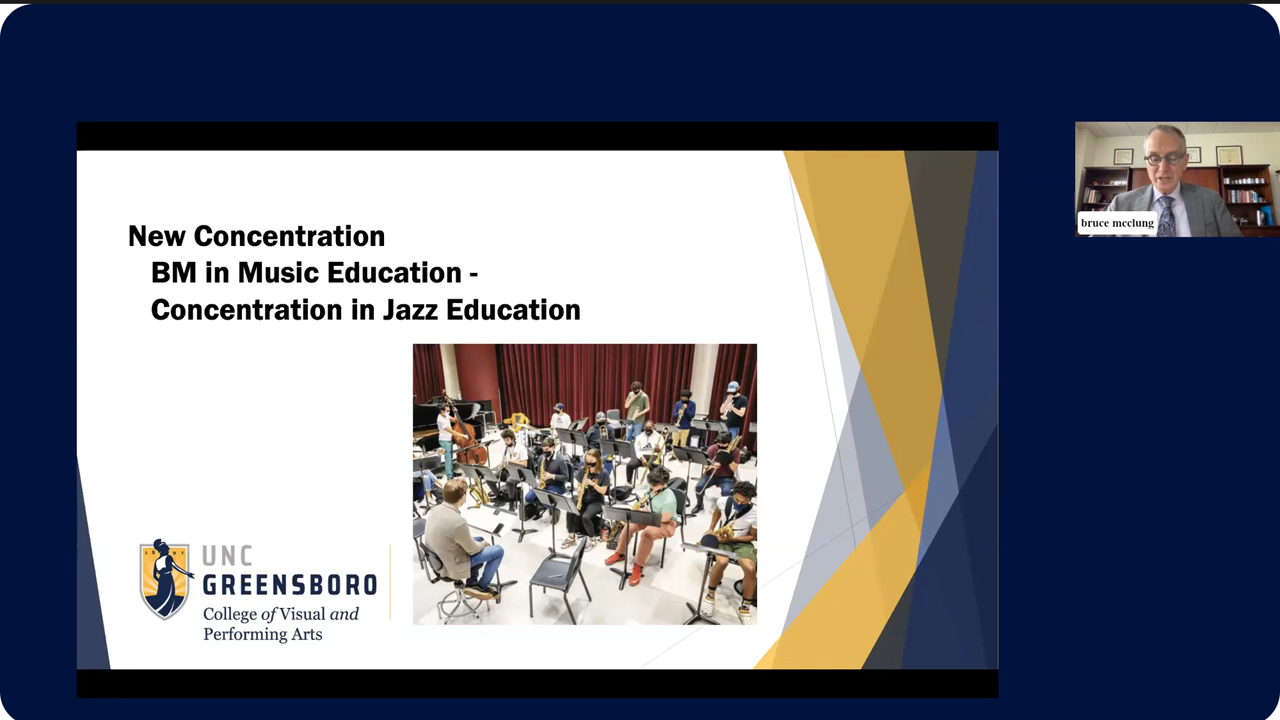 New Concentration
BM in Music Education -
Concentration in Jazz Education
UNC
GREENSBORO
College of Visual and
Performing Arts
bruce mcclung